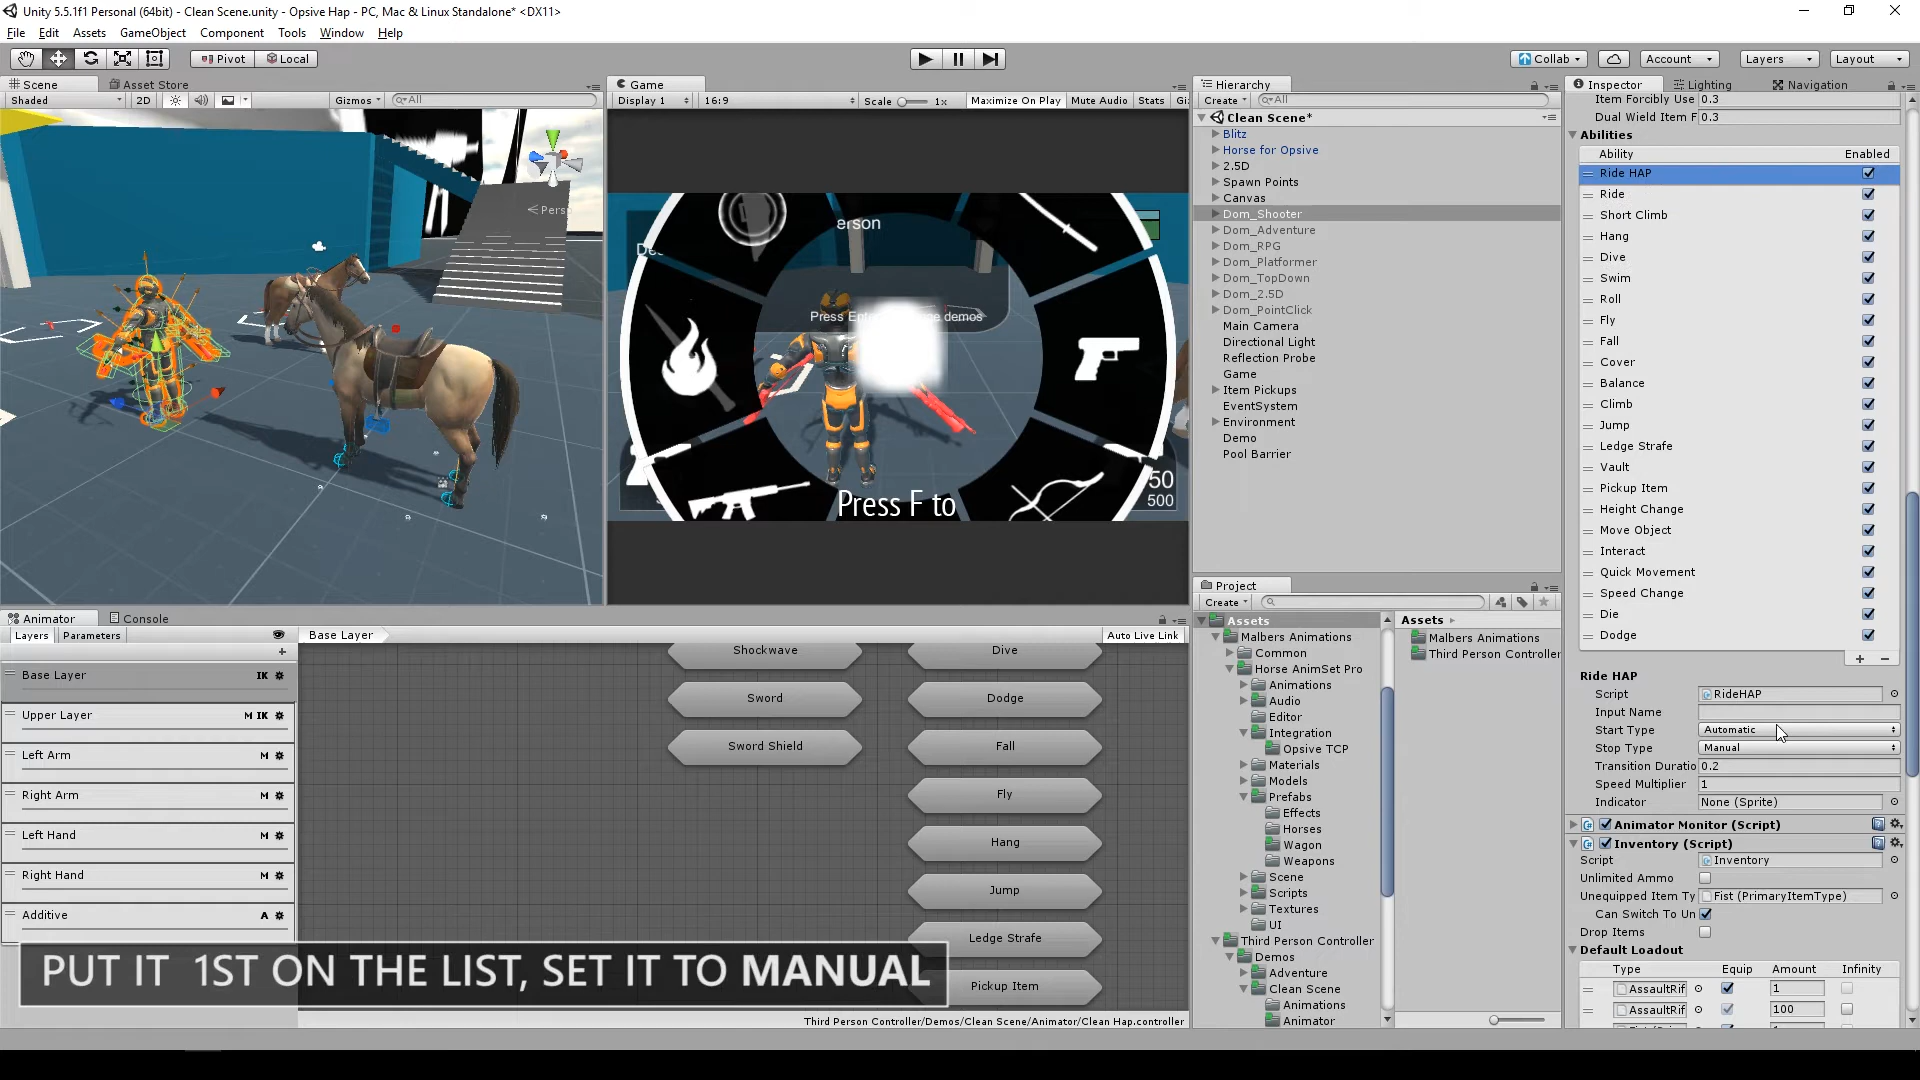 Unity 5.5.1f1 Personal (64bit) - Clean Scene.unity - Opsive Hap - PC, Mac & Linux Standalone* <DX11>
File Edit Assets GameObject Component Tools Window Help
Pivot Local
Collab Account Layers Layout
Scene Asset Store
Shaded 2D Gizmos All
Pers
Game
Display 1 16:9 Scale 1x Maximize On Play Mute Audio Stats Gi
erson
Press F to
50
500
Animator Console
Layers Parameters
Base Layer Auto Live Link
Base Layer IK
Upper Layer M IK
Left Arm M
Right Arm M
Left Hand M
Right Hand M
Additive A
Shockwave
Sword
Sword Shield
Dive
Dodge
Fall
Fly
Hang
Jump
Ledge Strafe
Pickup Item
PUT IT 1ST ON THE LIST, SET IT TO MANUAL
Third Person Controller/Demos/Clean Scene/Animator/Clean Hap.controller
Hierarchy
Create All
Clean Scene*
Blitz
Horse for Opsive
2.5D
Spawn Points
Canvas
Dom_Shooter
Dom_Adventure
Dom_RPG
Dom_Platformer
Dom_TopDown
Dom_2.5D
Dom_PointClick
Main Camera
Directional Light
Reflection Probe
Game
Item Pickups
EventSystem
Environment
Demo
Pool Barrier
Project
Create
Assets
Malbers Animations
Common
Horse AnimSet Pro
Animations
Audio
Editor
Integration
Opsive TCP
Materials
Models
Prefabs
Effects
Horses
Wagon
Weapons
Scene
Scripts
Textures
UI
Third Person Controller
Demos
Adventure
Clean Scene
Animations
Animator
Assets
Malbers Animations
Third Person Controller
Inspector Lighting Navigation
Item Forcibly Use 0.3
Dual Wield Item F 0.3
Abilities
Ability Enabled
Ride HAP
Ride
Short Climb
Hang
Dive
Swim
Roll
Fly
Fall
Cover
Balance
Climb
Jump
Ledge Strafe
Vault
Pickup Item
Height Change
Move Object
Interact
Quick Movement
Speed Change
Die
Dodge
Ride HAP
Script RideHAP
Input Name
Start Type Automatic
Stop Type Manual
Transition Duratio 0.2
Speed Multiplier 1
Indicator None (Sprite)
Animator Monitor (Script)
Inventory (Script)
Script Inventory
Unlimited Ammo
Unequipped Item Ty Fist (PrimaryItemType)
Can Switch To Un
Drop Items
Default Loadout
Type Equip Amount Infinity
AssaultRif 1
AssaultRif 100